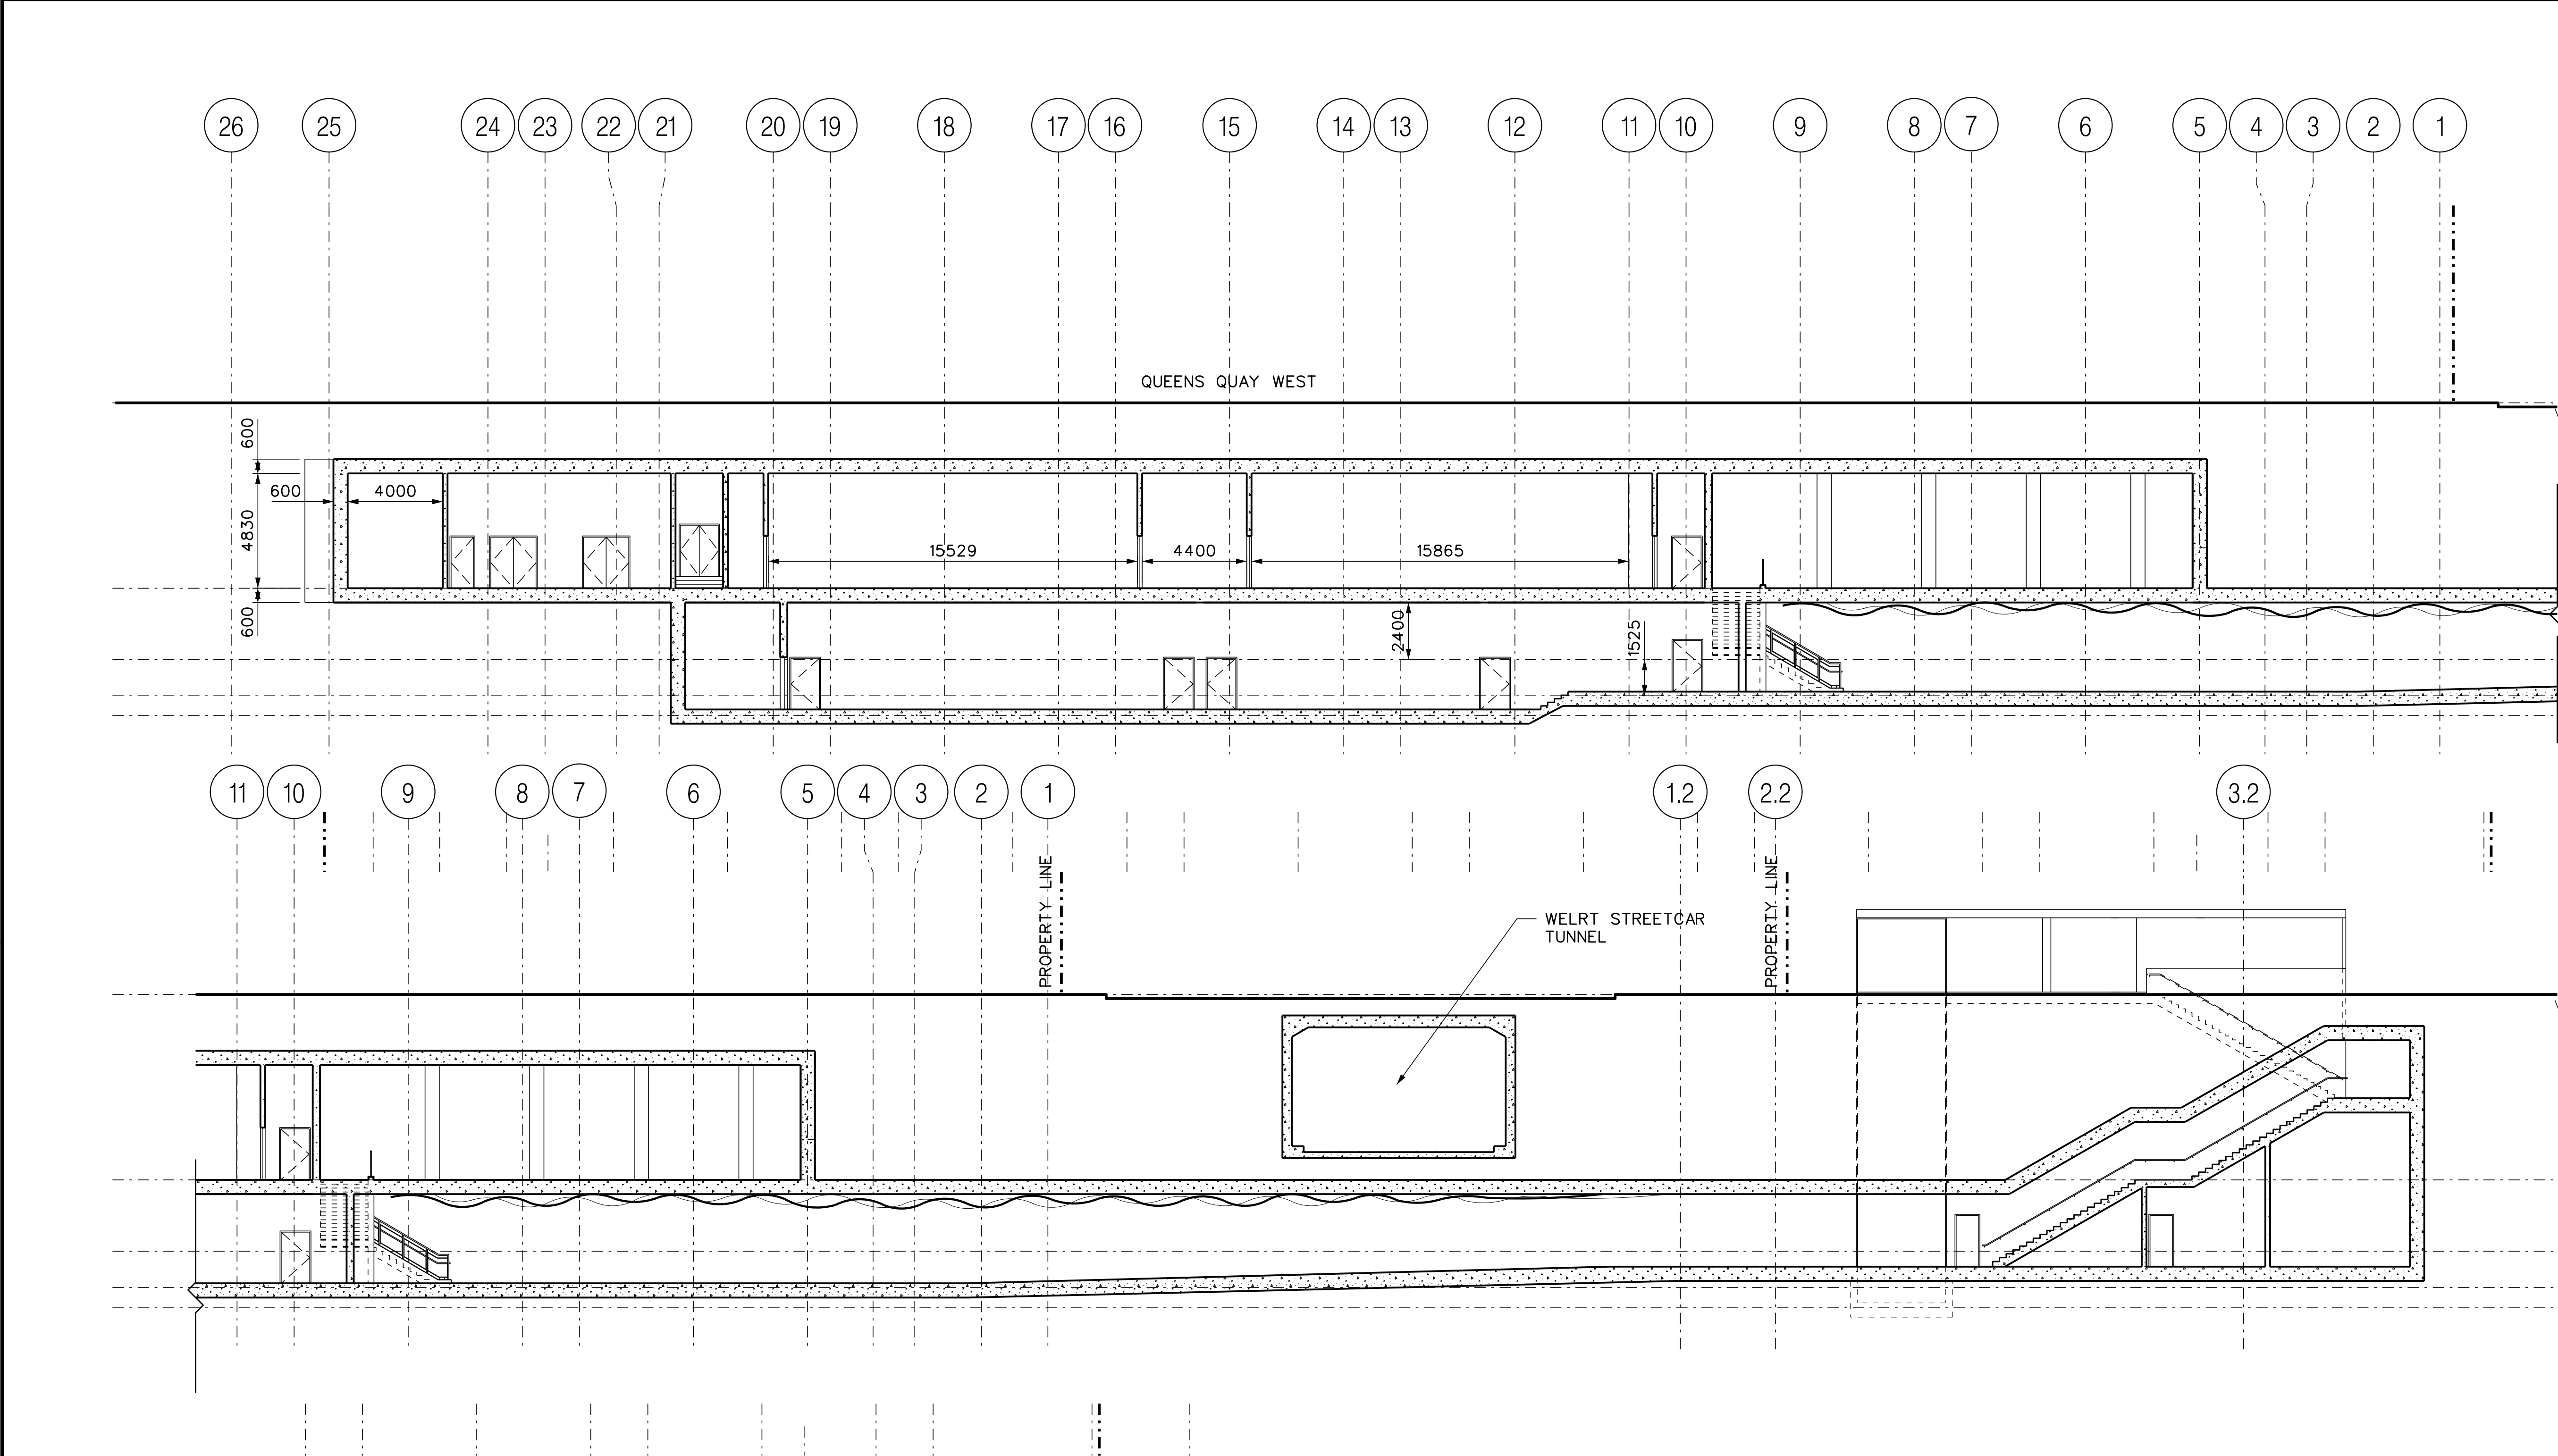 26 25 24 23 22 21 20 19 18 17 16 15 14 13 12 11 10 9 8 7 6 5 4 3 2 1
QUEENS QUAY WEST
600
600
4000
4830
15529
4400
15865
600
2400
1525
11 10 9 8 7 6 5 4 3 2 1 1.2 2.2 3.2
PROPERTY LINE
PROPERTY LINE
WELRT STREETCAR
TUNNEL